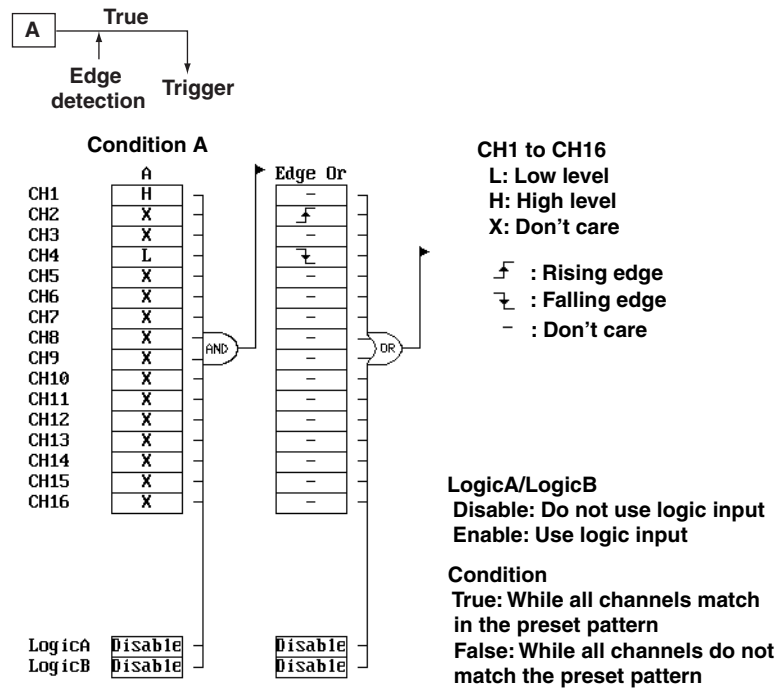 A True
Edge
detection
Trigger
Condition A
A Edge Or
CH1 H -
CH2 X
CH3 X -
CH4 L
CH5 X -
CH6 X -
CH7 X -
CH8 X -
CH9 X -
CH10 X -
CH11 X -
CH12 X -
CH13 X -
CH14 X -
CH15 X -
CH16 X -
AND OR
LogicA Disable Disable
LogicB Disable Disable
CH1 to CH16
L: Low level
H: High level
X: Don't care
: Rising edge
: Falling edge
- : Don't care
LogicA/LogicB
Disable: Do not use logic input
Enable: Use logic input
Condition
True: While all channels match
in the preset pattern
False: While all channels do not
match the preset pattern